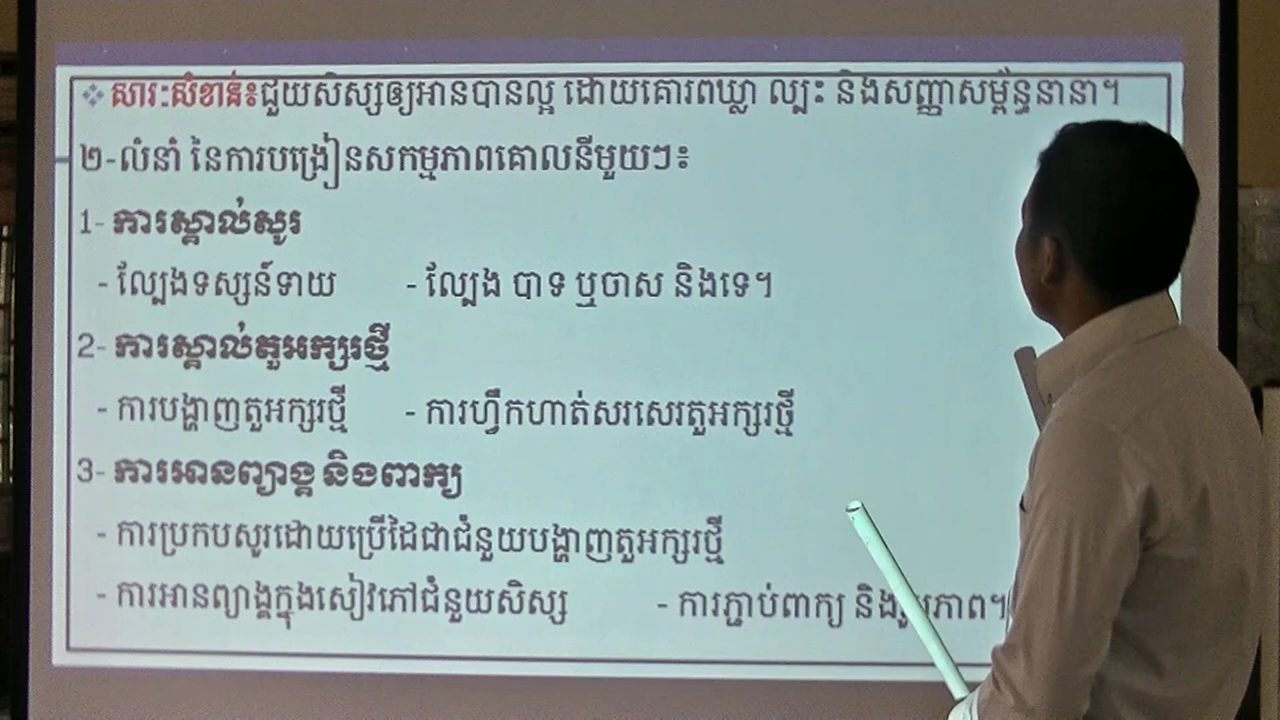 ❖ សារៈសំខាន់៖ជួយសិស្សឲ្យអានបានល្អ ដោយគោរពឃ្លា ល្បះ និងសញ្ញាសម្ព័ន្ធនានា។
២-លំនាំ នៃការបង្រៀនសកម្មភាពគោលនីមួយៗ៖
1- ការស្គាល់សូរ
- ល្បែងទស្សន៍ទាយ - ល្បែង បាទ ឬចាស និងទេ។
2- ការស្គាល់តួអក្សរថ្មី
- ការបង្ហាញតួអក្សរថ្មី - ការហ្វឹកហាត់សរសេរតួអក្សរថ្មី
3- ការអានព្យាង្គ និងពាក្យ
- ការប្រកបសូរដោយប្រើដៃជាជំនួយបង្ហាញតួអក្សរថ្មី
- ការអានព្យាង្គក្នុងសៀវភៅជំនួយសិស្ស - ការភ្ជាប់ពាក្យ និងរូបភាព។